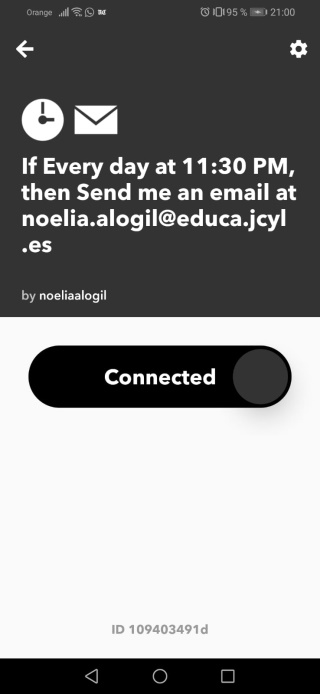 Orange 95 % 21:00
If Every day at 11:30 PM,
then Send me an email at
noelia.alogil@educa.jcyl
.es
by noeliaalogil
Connected
ID 109403491d